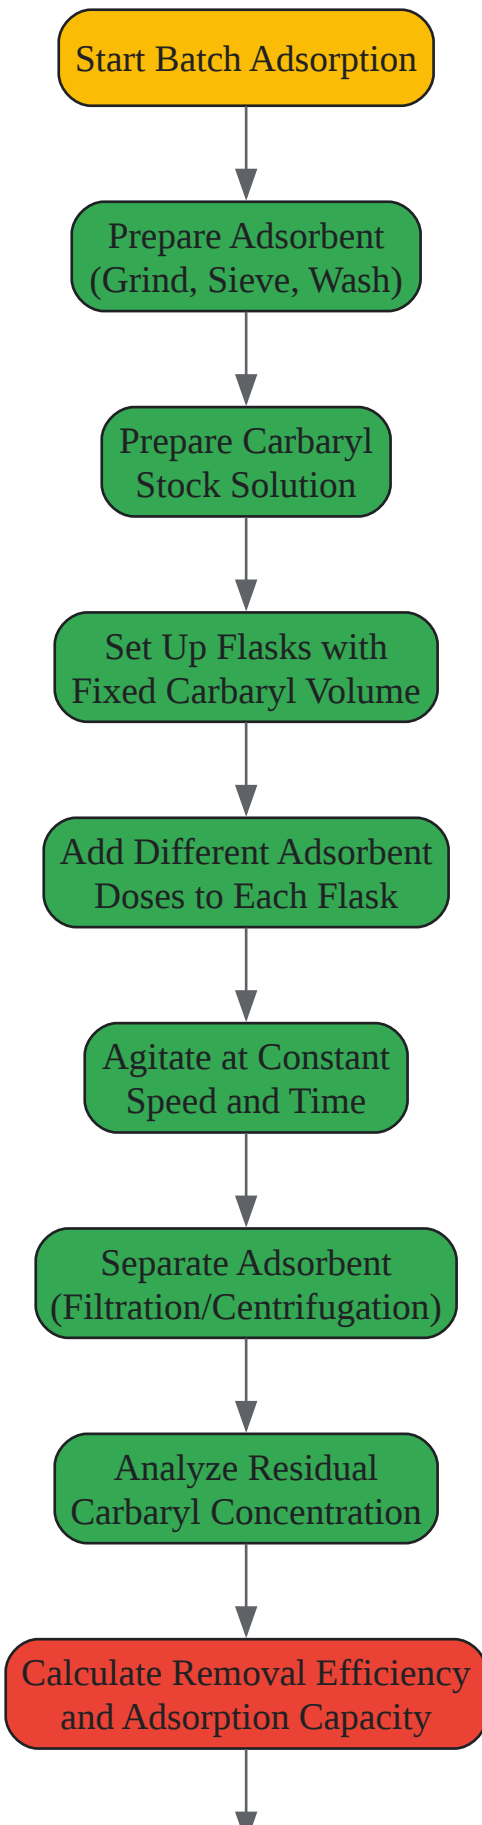 Start Batch Adsorption
Prepare Adsorbent
(Grind, Sieve, Wash)
Prepare Carbaryl
Stock Solution
Set Up Flasks with
Fixed Carbaryl Volume
Add Different Adsorbent
Doses to Each Flask
Agitate at Constant
Speed and Time
Separate Adsorbent
(Filtration/Centrifugation)
Analyze Residual
Carbaryl Concentration
Calculate Removal Efficiency
and Adsorption Capacity